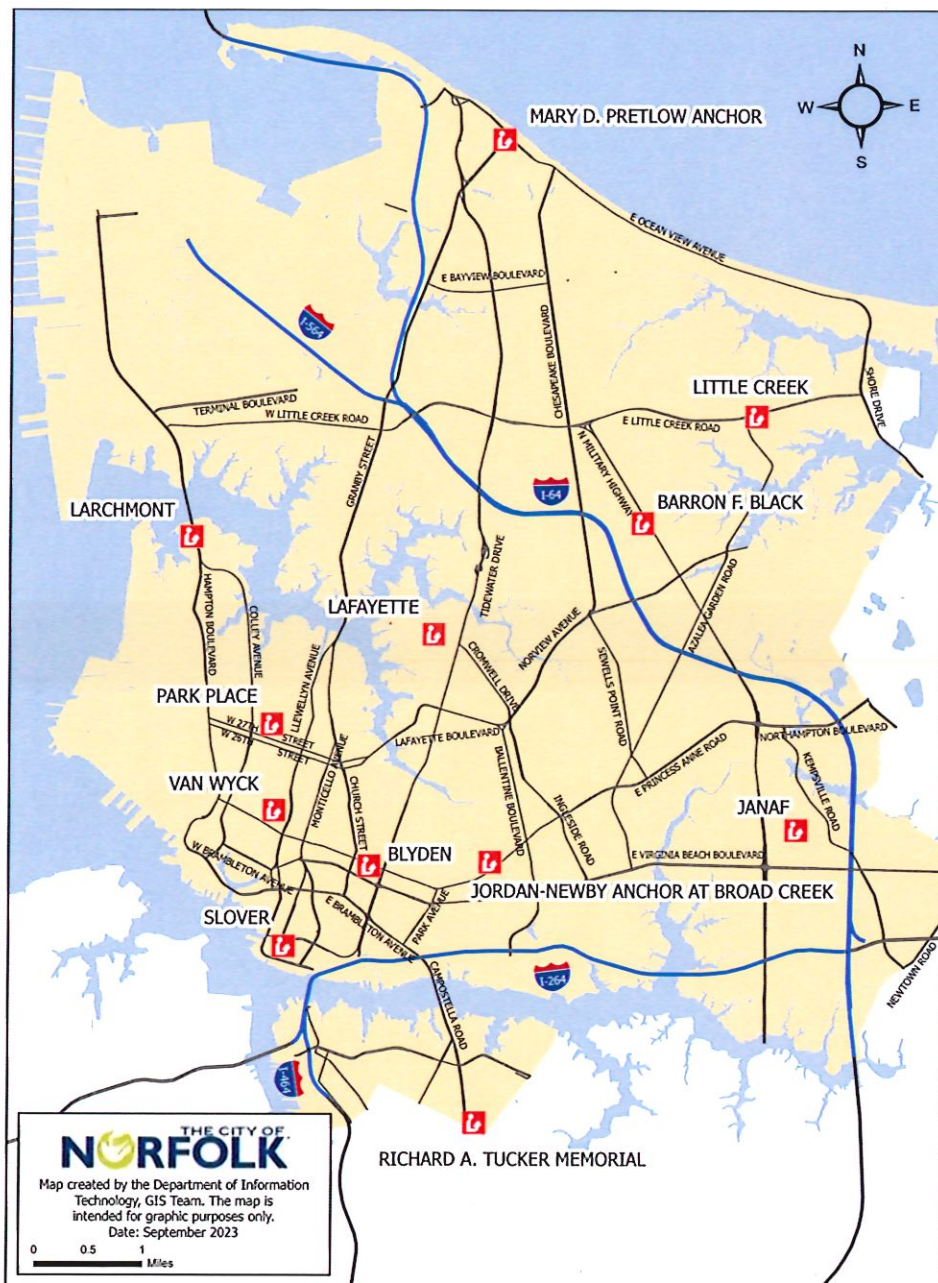 N
W
E
S
MARY D. PRETLOW ANCHOR
E OCEAN VIEW AVENUE
E BAYVIEW BOULEVARD
I-564
CHESAPEAKE BOULEVARD
SHORE DRIVE
LITTLE CREEK
TERMINAL BOULEVARD
W LITTLE CREEK ROAD
E LITTLE CREEK ROAD
GRANBY STREET
N MILITARY HIGHWAY
I-64
BARRON F. BLACK
LARCHMONT
TIDEWATER DRIVE
HAMPTON BOULEVARD
COLLEY AVENUE
LAFAYETTE
AZALEA GARDEN ROAD
NORVIEW AVENUE
CROMWELL DRIVE
SEWELLS POINT ROAD
LLEWELLYN AVENUE
PARK PLACE
W 27TH STREET
W 26TH STREET
LAFAYETTE BOULEVARD
NORTHAMPTON BOULEVARD
MONTICELLO AVENUE
CHURCH STREET
BALLENTINE BOULEVARD
E PRINCESS ANNE ROAD
KEMPSVILLE ROAD
VAN WYCK
INGLESIDE ROAD
JANAF
W BRAMBLETON AVENUE
BLYDEN
E VIRGINIA BEACH BOULEVARD
JORDAN-NEWBY ANCHOR AT BROAD CREEK
PARK AVENUE
E BRAMBLETON AVENUE
SLOVER
CAMPOSTELLA ROAD
I-264
NEWTOWN ROAD
I-464
RICHARD A. TUCKER MEMORIAL
THE CITY OF
NORFOLK
Map created by the Department of Information
Technology, GIS Team. The map is
intended for graphic purposes only.
Date: September 2023
0 0.5 1
Miles